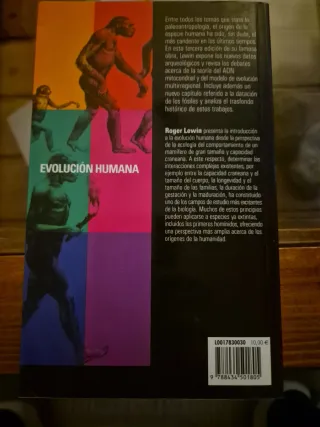 Entre todos los temas que trata la
paleoantropología, el origen de la
especie humana ha sido, sin duda, el
más candente en los últimos tiempos.
En esta tercera edición de su famosa
obra, Lewin expone los nuevos datos
arqueológicos y revisa los debates
acerca de la teoría del ADN
mitocondrial y del modelo de evolución
multirregional. Incluye además un
nuevo capítulo referido a la datación
de los fósiles y analiza el trasfondo
histórico de estos trabajos.
Roger Lewin presenta la introducción
a la evolución humana desde la perspectiva
de la ecología del comportamiento de un
mamífero de gran tamaño y capacidad
craneana. A este respecto, determinar las
interacciones complejas existentes, por
ejemplo entre la capacidad craneana y el
tamaño del cuerpo, la longevidad y el
tamaño de las familias, la duración de la
gestación y la maduración, ha constituido
uno de los campos de estudio más excitantes
de la biología. Muchos de estos principios
pueden aplicarse a especies ya extintas,
incluidos los primeros homínidos, ofreciendo
una perspectiva más amplia acerca de los
orígenes de la humanidad.
EVOLUCIÓN HUMANA
L0017830030 10,00 €
9 788434 501805